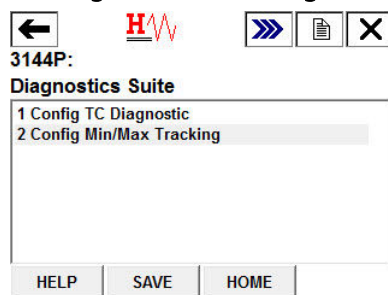 H
3144P:
Diagnostics Suite
1 Config TC Diagnostic
2 Config Min/Max Tracking
HELP SAVE HOME